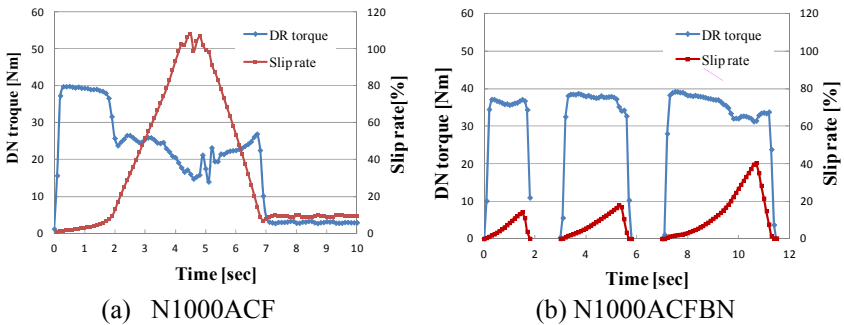 60
50
40
30
20
10
0
DN troque [Nm]
0 1 2 3 4 5 6 7 8 9 10
Time [sec]
120
100
80
60
40
20
0
Slip rate[%]
DR torque
Slip rate
(a) N1000ACF
60
50
40
30
20
10
0
DN torque [Nm]
0 2 4 6 8 10 12
Time [sec]
120
100
80
60
40
20
0
Slip rate [%]
DR torque
Slip rate
(b) N1000ACFBN